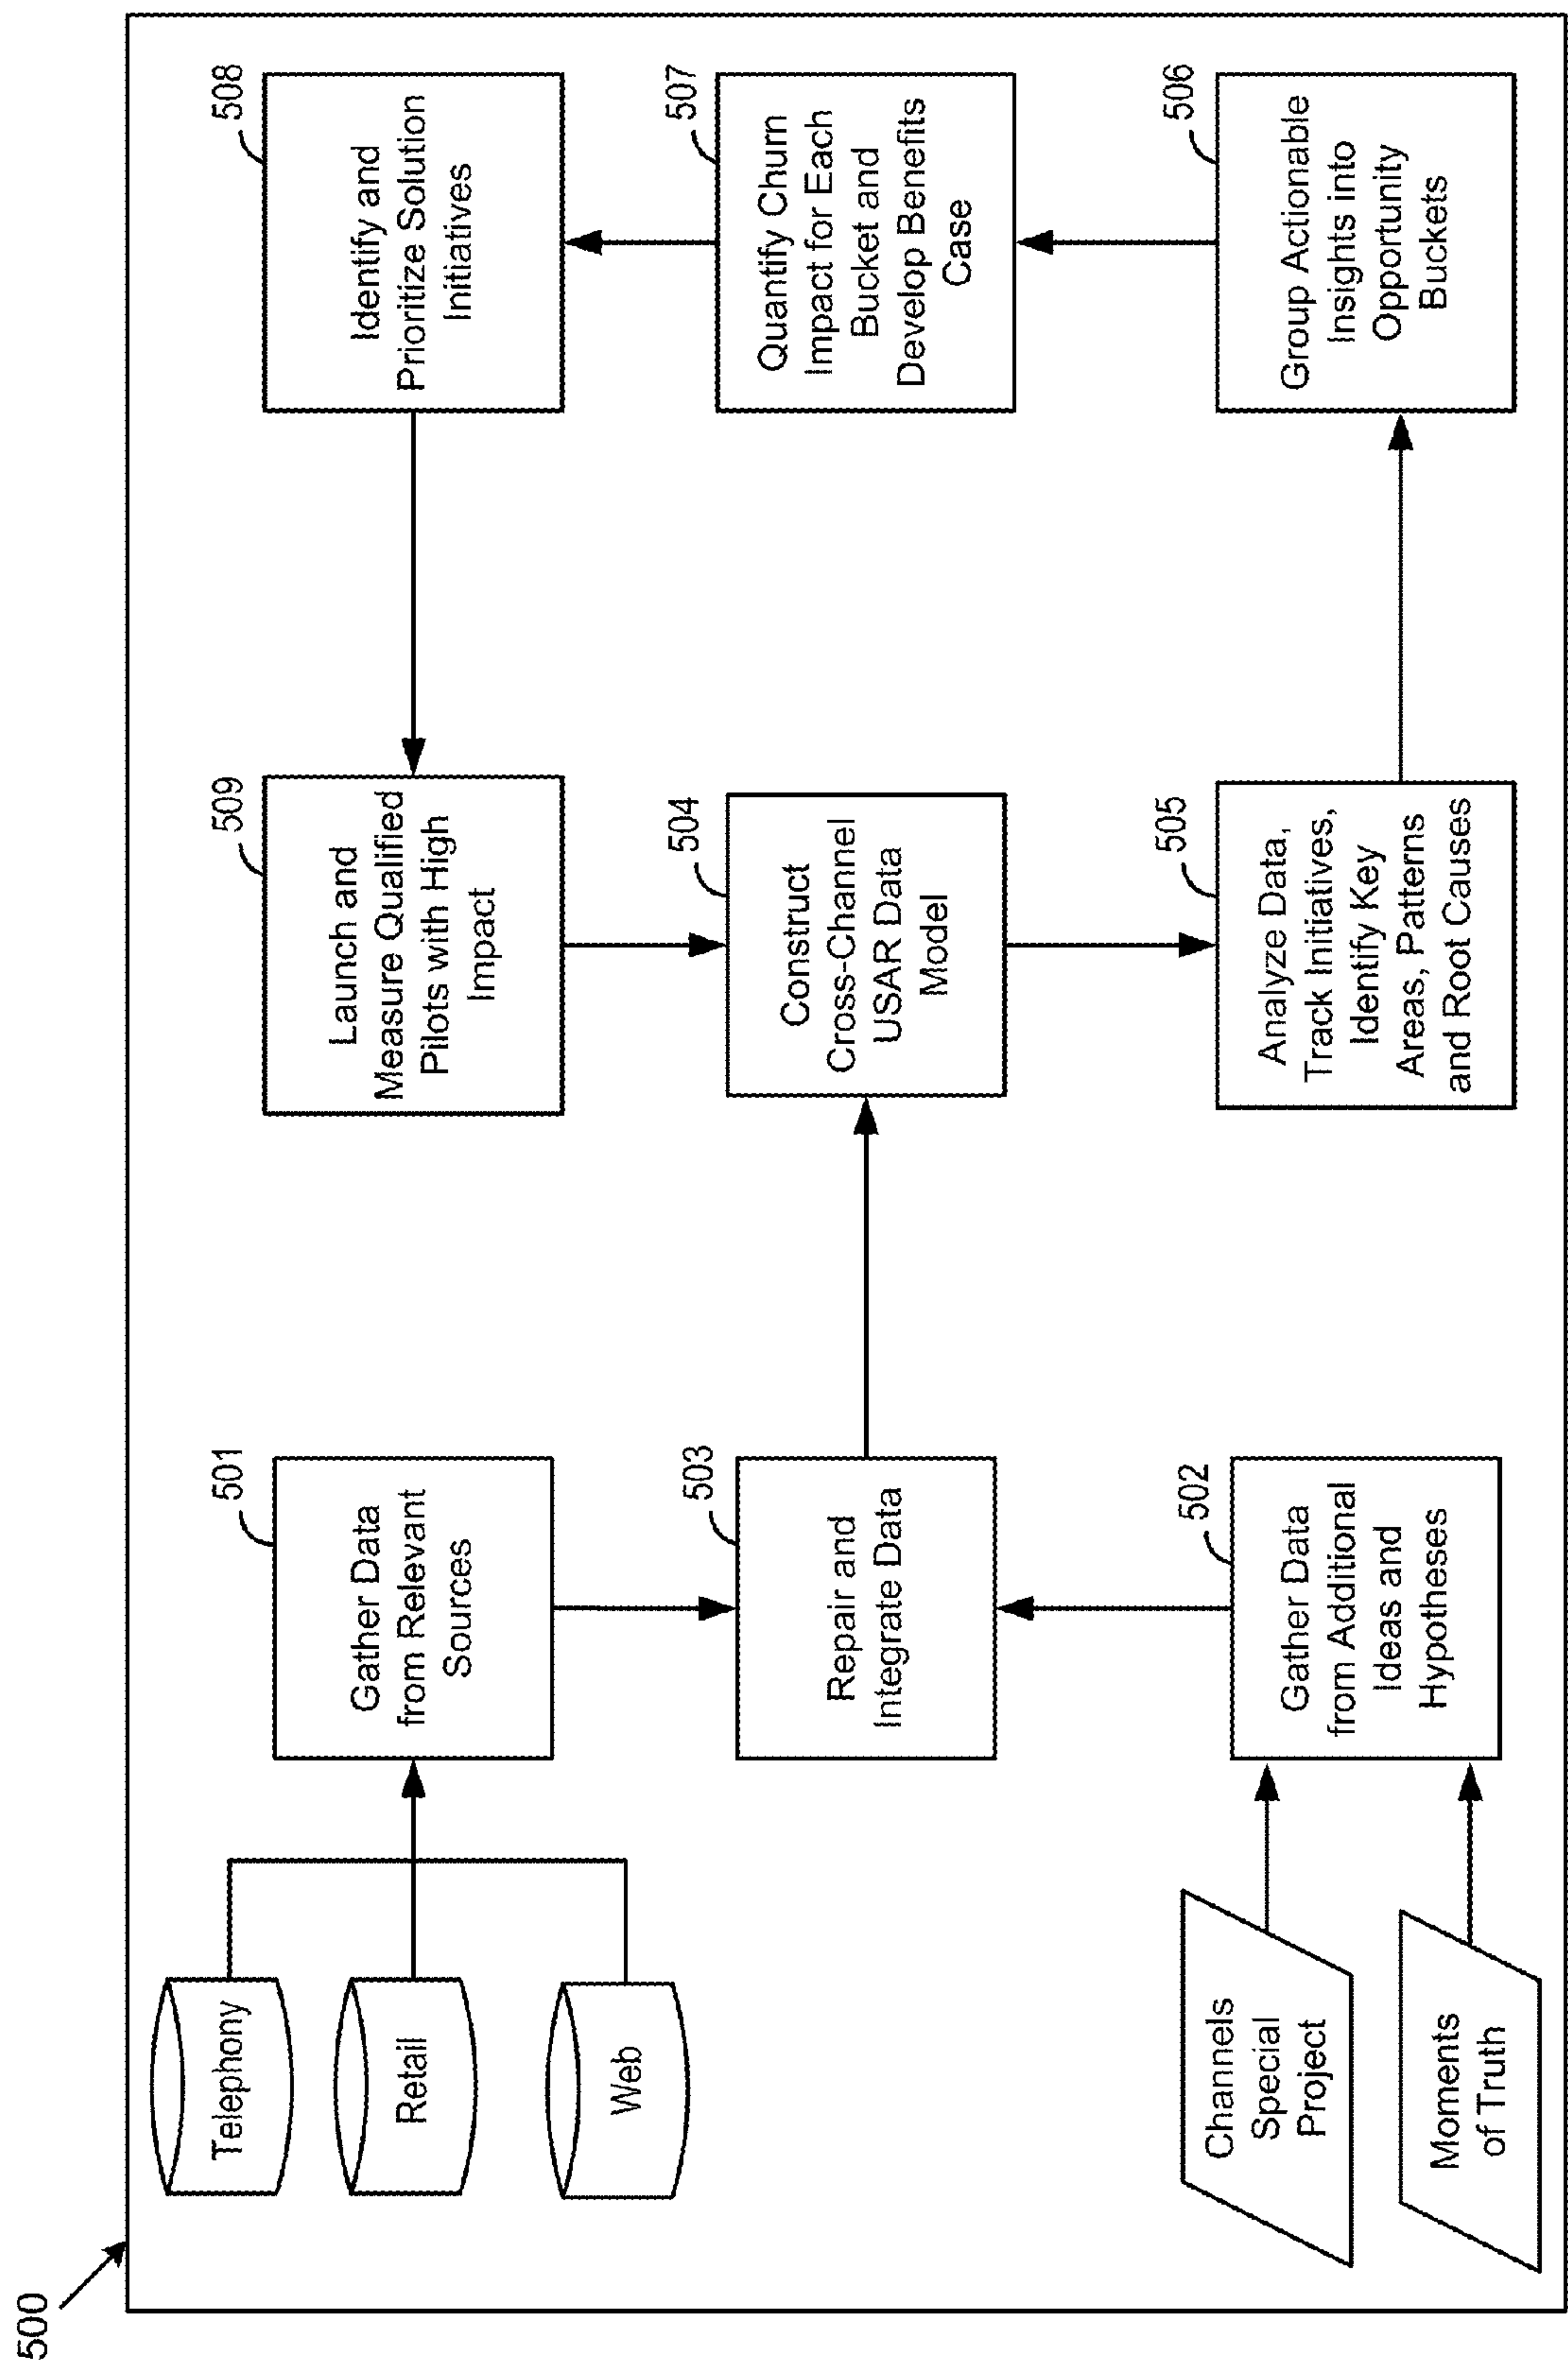 500
Telephony
Retail
Web
Channels
Special
Project
Moments
of Truth
501
Gather Data
from Relevant
Sources
503
Repair and
Integrate Data
502
Gather Data
from Additional
Ideas and
Hypotheses
509
Launch and
Measure Qualified
Pilots with High
Impact
504
Construct
Cross-Channel
USAR Data
Model
505
Analyze Data,
Track Initiatives,
Identify Key
Areas, Patterns
and Root Causes
508
Identify and
Prioritize Solution
Initiatives
507
Quantify Churn
Impact for Each
Bucket and
Develop Benefits
Case
506
Group Actionable
Insights into
Opportunity
Buckets